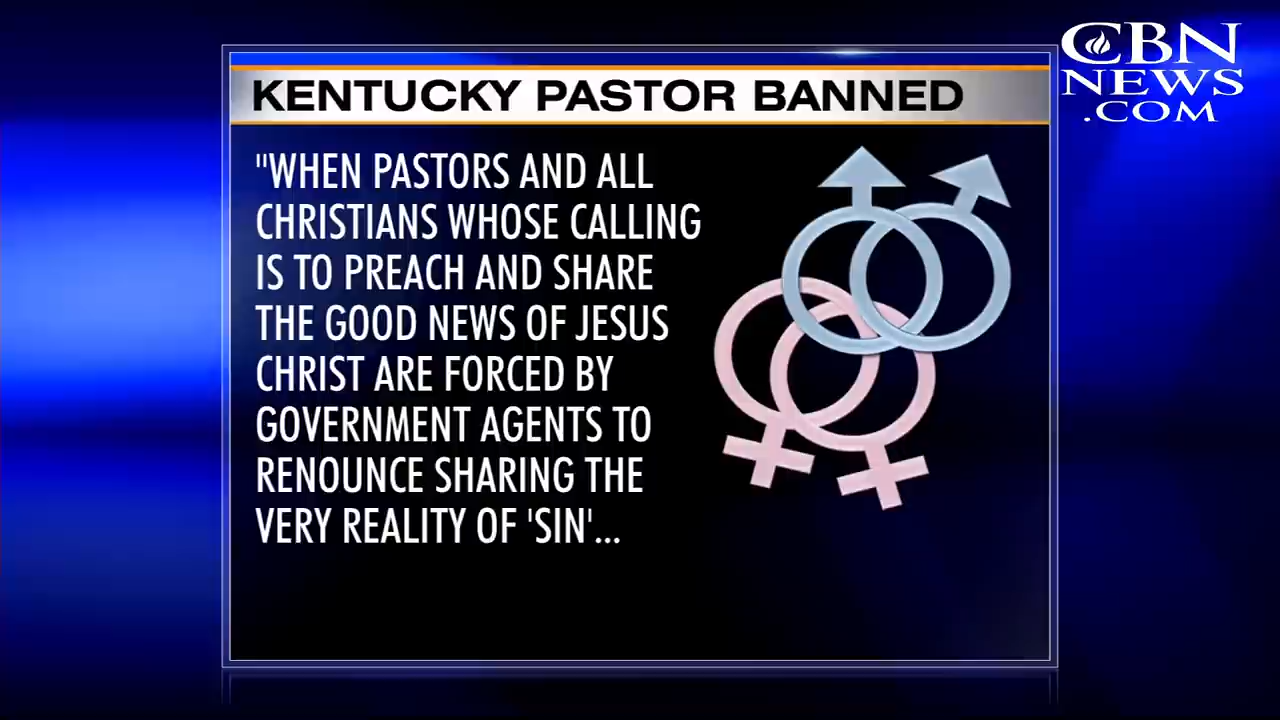 CBN
NEWS
.COM
KENTUCKY PASTOR BANNED
"WHEN PASTORS AND ALL
CHRISTIANS WHOSE CALLING
IS TO PREACH AND SHARE
THE GOOD NEWS OF JESUS
CHRIST ARE FORCED BY
GOVERNMENT AGENTS TO
RENOUNCE SHARING THE
VERY REALITY OF 'SIN'...